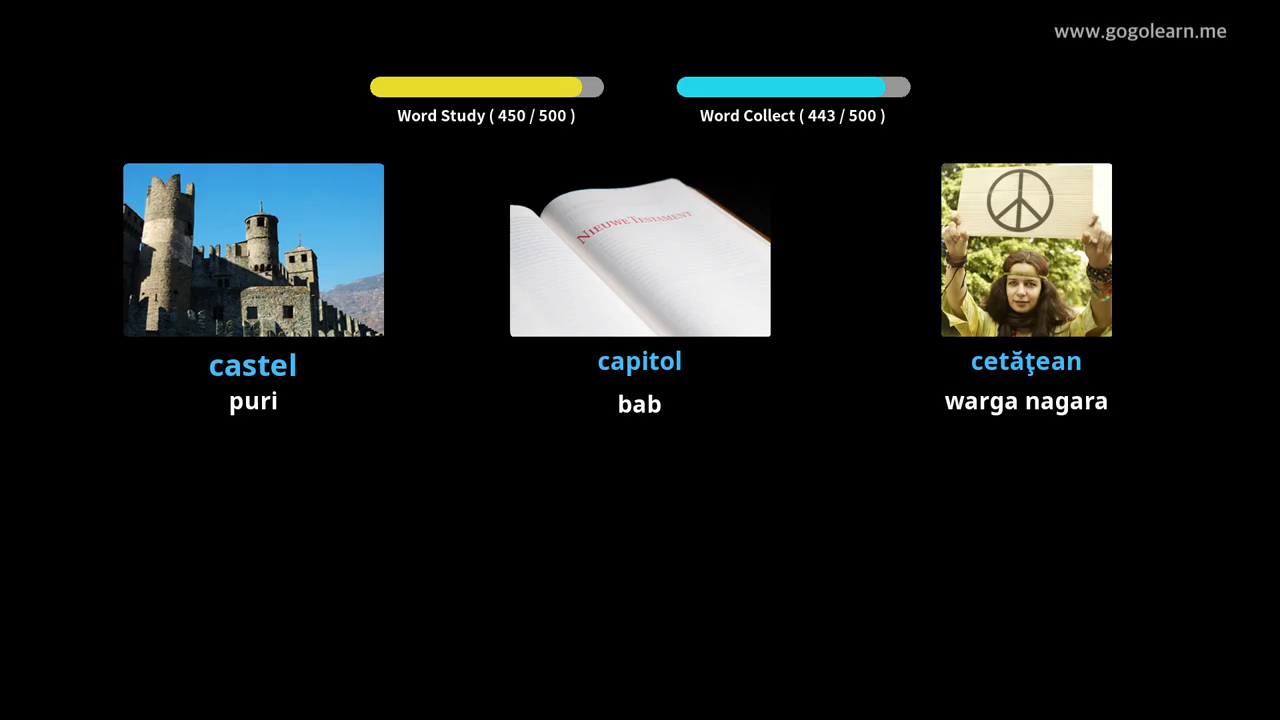 www.gogolearn.me
Word Study ( 450 / 500 )
Word Collect ( 443 / 500 )
NIEUWE TESTAMENT
castel
puri
capitol
bab
cetăţean
warga nagara